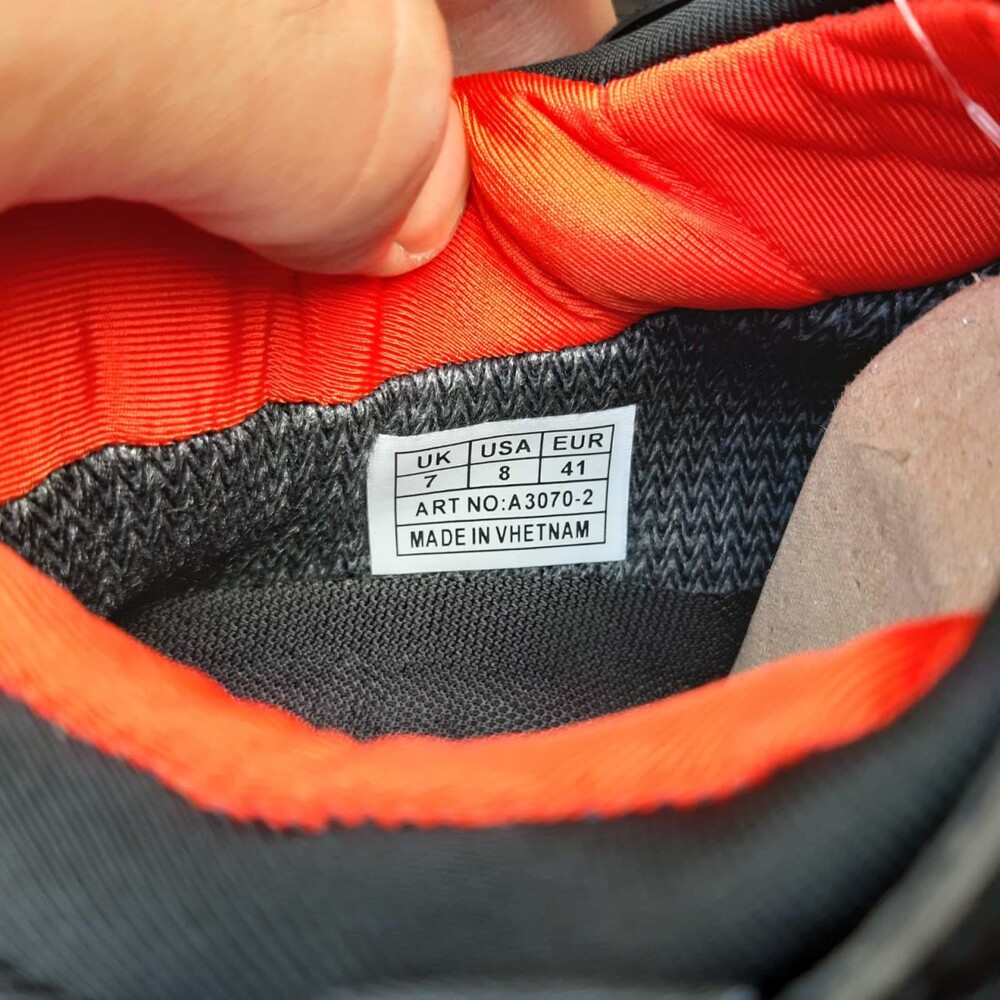 UK USA EUR
7 8 41
ART NO:A3070-2
MADE IN VHETNAM